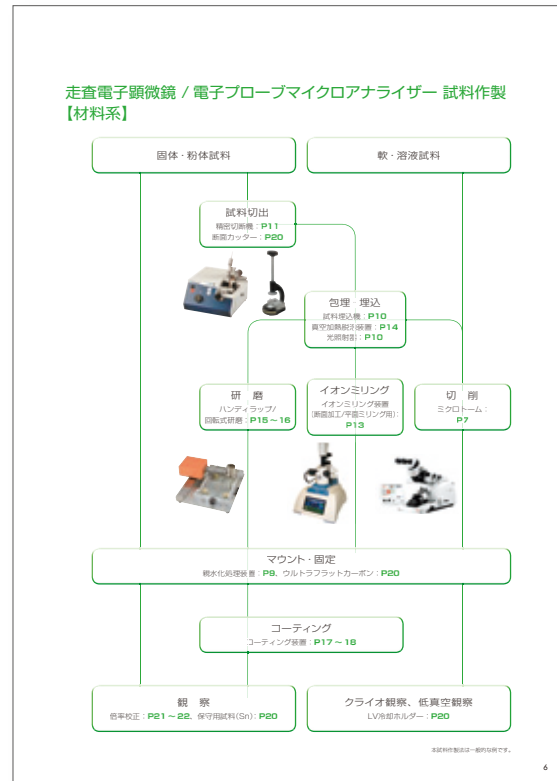 走査電子顕微鏡 / 電子プローブマイクロアナライザー 試料作製
【材料系】
固体・粉体試料
軟・溶液試料
試料切出
精密切断機:P11
断面カッター:P20
包埋・埋込
試料埋込機:P10
真空加熱脱泡装置:P14
光照射器:P10
研 磨
ハンディラップ/
回転式研磨:P15～16
イオンミリング
イオンミリング装置
(断面加工/平面ミリング用):
P13
切 削
ミクロトーム:
P7
マウント・固定
親水化処理装置:P9、ウルトラフラットカーボン:P20
コーティング
コーティング装置:P17～18
観 察
倍率校正:P21～22、保守用試料(Sn):P20
クライオ観察、低真空観察
LV冷却ホルダー:P20
本試料作製法は一般的な例です。
6